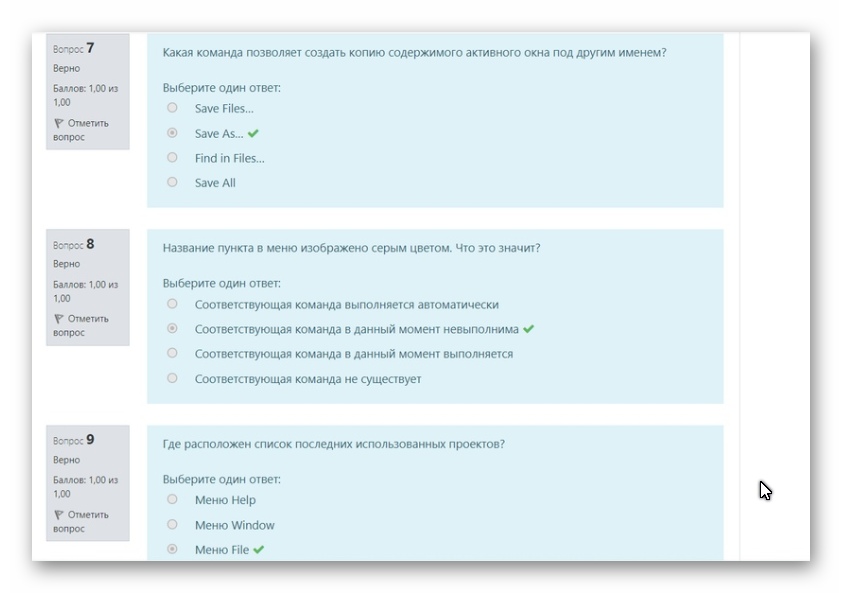 Вопрос 7
Верно
Баллов: 1,00 из
1,00
Отметить
вопрос
Какая команда позволяет создать копию содержимого активного окна под другим именем?
Выберите один ответ:
Save Files...
Save As...
Find in Files...
Save All
Вопрос 8
Верно
Баллов: 1,00 из
1,00
Отметить
вопрос
Название пункта в меню изображено серым цветом. Что это значит?
Выберите один ответ:
Соответствующая команда выполняется автоматически
Соответствующая команда в данный момент невыполнима
Соответствующая команда в данный момент выполняется
Соответствующая команда не существует
Вопрос 9
Верно
Баллов: 1,00 из
1,00
Отметить
вопрос
Где расположен список последних использованных проектов?
Выберите один ответ:
Меню Help
Меню Window
Меню File